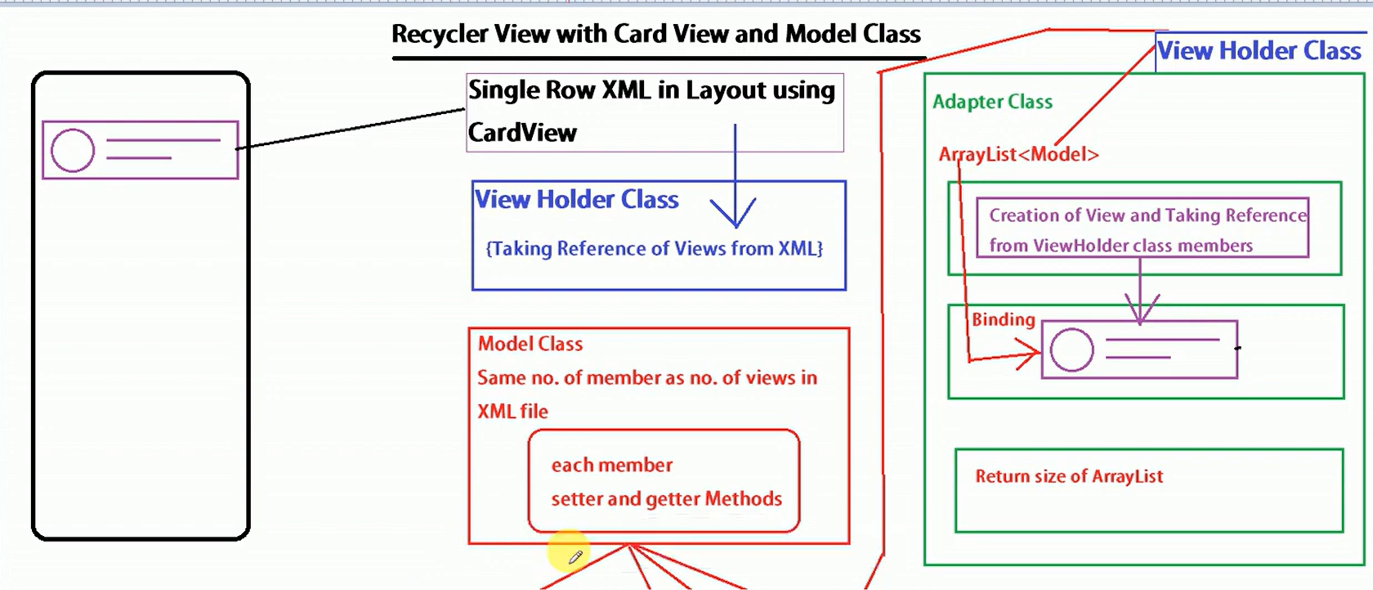 Recycler View with Card View and Model Class
Single Row XML in Layout using
CardView
View Holder Class
{Taking Reference of Views from XML}
Model Class
Same no. of member as no. of views in
XML file
each member
setter and getter Methods
View Holder Class
Adapter Class
ArrayList<Model>
Creation of View and Taking Reference
from ViewHolder class members
Binding
Return size of ArrayList